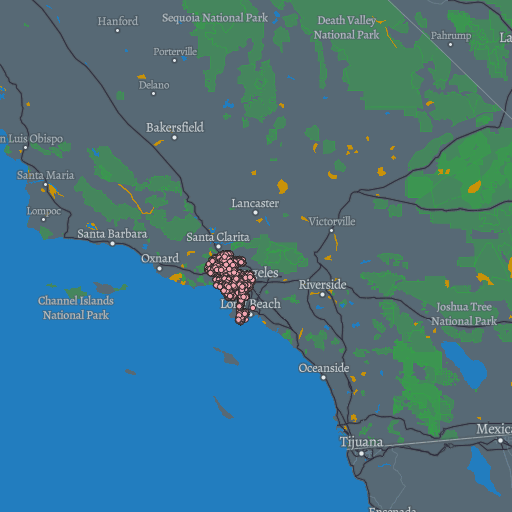 Hanford
Sequoia National Park
Death Valley
National Park
Pahrump
Porterville
Delano
Bakersfield
n Luis Obispo
Santa Maria
Lompoc
Lancaster
Victorville
Santa Barbara
Santa Clarita
Oxnard
geles
Riverside
Channel Islands
National Park
Long Beach
Joshua Tree
National Park
Oceanside
Tijuana
Mexica
Ensenada